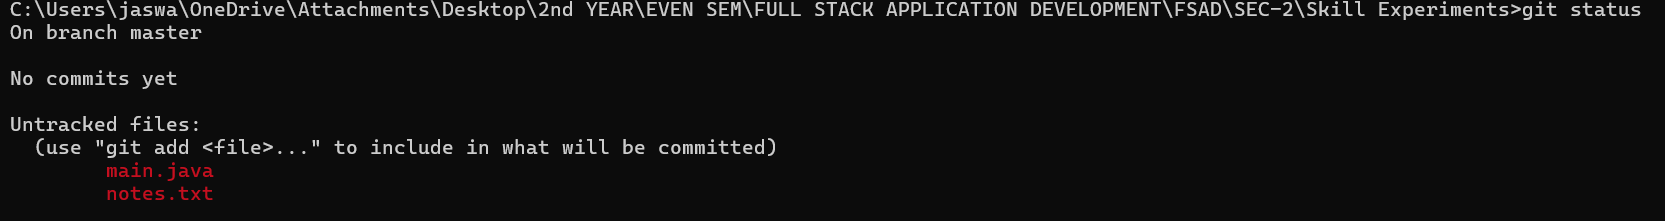 C:\Users\jaswa\OneDrive\Attachments\Desktop\2nd YEAR\EVEN SEM\FULL STACK APPLICATION DEVELOPMENT\FSAD\SEC-2\Skill Experiments>git status
On branch master
No commits yet
Untracked files:
(use "git add <file>..." to include in what will be committed)
main.java
notes.txt